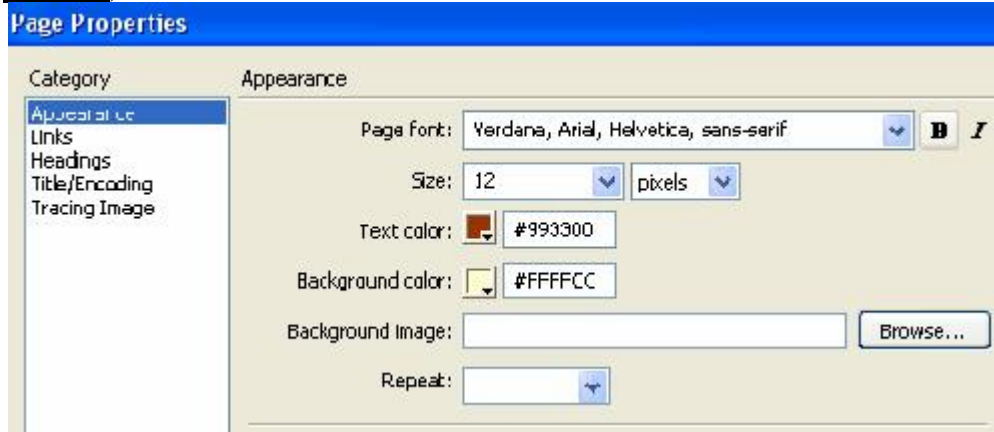 Page Properties
Category
Appearance
Links
Headings
Title/Encoding
Tracing Image
Appearance
Page font: Verdana, Arial, Helvetica, sans-serif B I
Size: 12 pixels
Text color: #993300
Background color: #FFFFCC
Background image: Browse...
Repeat: